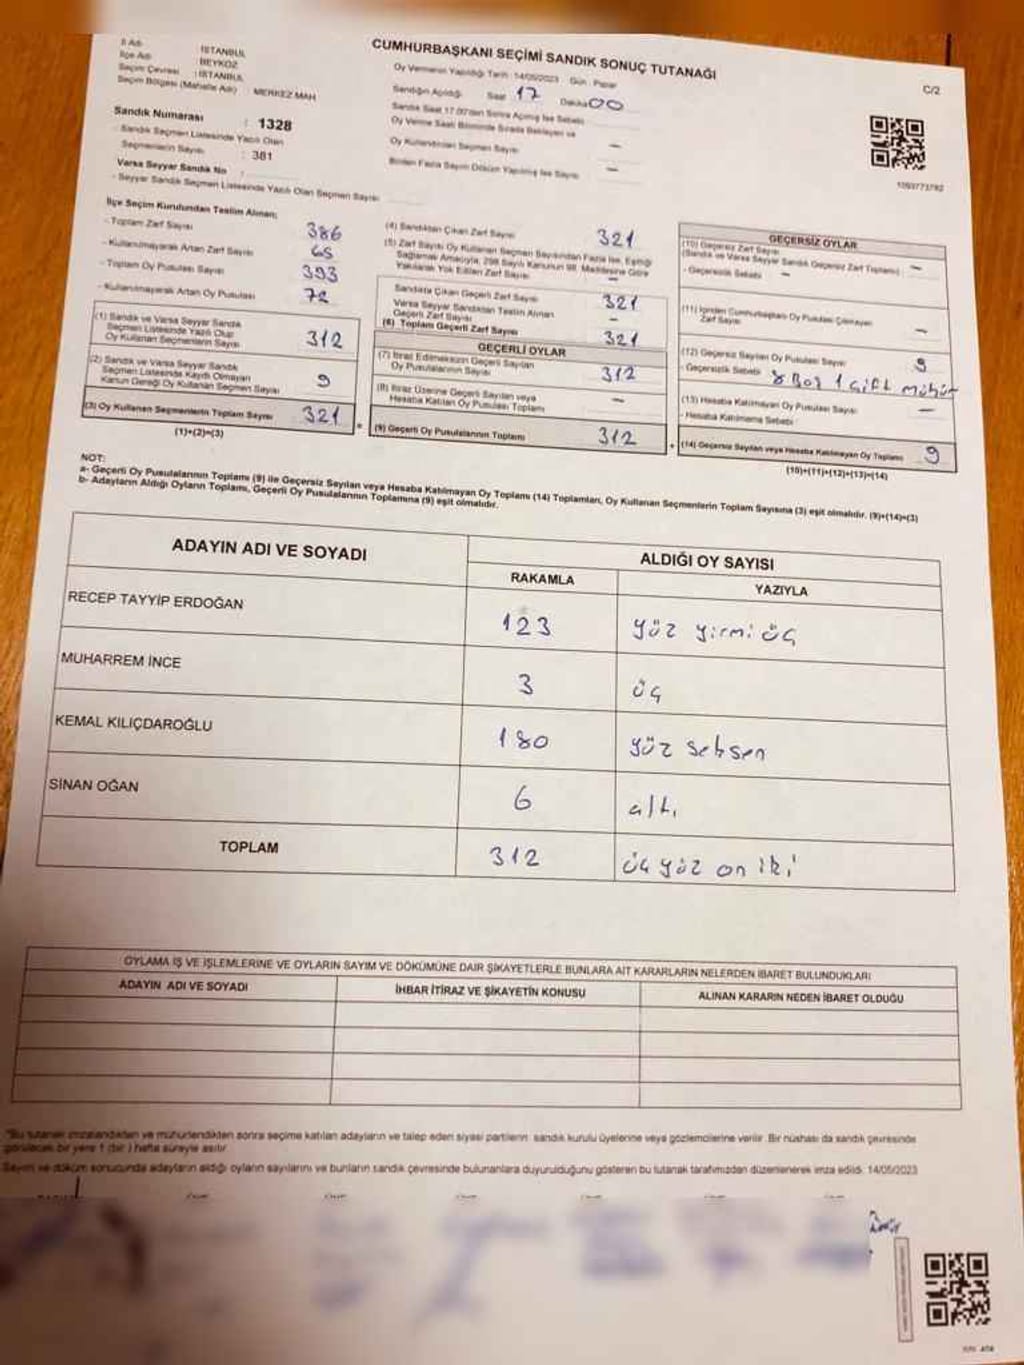 CUMHURBAŞKANI SEÇİMİ SANDIK SONUÇ TUTANAĞI
C/2
İl Adı : İSTANBUL
İlçe Adı : BEYKOZ
Seçim Çevresi : İSTANBUL
Seçim Bölgesi (Mahalle Adı) : MERKEZ MAH
Oy Vermenin Yapıldığı Tarih : 14/05/2023 Gün : Pazar
Sandığın Açıldığı Saat 17 Dakika 00
Sandık Saat 17.00'den Sonra Açılmış İse Sebebi
Oy Verme Saati Bitiminde Sırada Bekleyen ve
Oy Kullandırılan Seçmen Sayısı —
Birden Fazla Sayım Döküm Yapılmış İse Sayısı —
Sandık Numarası : 1328
- Sandık Seçmen Listesinde Yazılı Olan
Seçmenlerin Sayısı : 381
Varsa Seyyar Sandık No :
- Seyyar Sandık Seçmen Listesinde Yazılı Olan Seçmen Sayısı
1093773782
İlçe Seçim Kurulundan Teslim Alınan;
- Toplam Zarf Sayısı 386
- Kullanılmayarak Artan Zarf Sayısı 65
- Toplam Oy Pusulası Sayısı 393
- Kullanılmayarak Artan Oy Pusulası 72
(1) Sandık ve Varsa Seyyar Sandık
Seçmen Listesinde Yazılı Olup
Oy Kullanan Seçmenlerin Sayısı 312
(2) Sandık ve Varsa Seyyar Sandık
Seçmen Listesinde Kaydı Olmayan
Kanun Gereği Oy Kullanan Seçmen Sayısı 9
(3) Oy Kullanan Seçmenlerin Toplam Sayısı 321
(1)+(2)=(3)
(4) Sandıktan Çıkan Zarf Sayısı 321
(5) Zarf Sayısı Oy Kullanan Seçmen Sayısından Fazla İse, Eşitliği
Sağlamak Amacıyla, 298 Sayılı Kanunun 98. Maddesine Göre
Yakılarak Yok Edilen Zarf Sayısı —
Sandıkta Çıkan Geçerli Zarf Sayısı 321
Varsa Seyyar Sandıktan Teslim Alınan
Geçerli Zarf Sayısı —
(6) Toplam Geçerli Zarf Sayısı 321
GEÇERLİ OYLAR
(7) İtiraz Edilmeksizin Geçerli Sayılan
Oy Pusulalarının Sayısı 312
(8) İtiraz Üzerine Geçerli Sayılan veya
Hesaba Katılan Oy Pusulası Toplamı —
(9) Geçerli Oy Pusulalarının Toplamı 312
GEÇERSİZ OYLAR
(10) Geçersiz Zarf Sayısı
(Sandık ve Varsa Seyyar Sandık Geçersiz Zarf Toplamı) —
- Geçersizlik Sebebi —
(11) İçinden Cumhurbaşkanı Oy Pusulası Çıkmayan
Zarf Sayısı —
(12) Geçersiz Sayılan Oy Pusulası Sayısı 9
- Geçersizlik Sebebi 8 Boş 1 çift mühür
(13) Hesaba Katılmayan Oy Pusulası Sayısı —
- Hesaba Katılmama Sebebi
(14) Geçersiz Sayılan veya Hesaba Katılmayan Oy Toplamı 9
(10)+(11)+(12)+(13)=(14)
NOT:
a- Geçerli Oy Pusulalarının Toplamı (9) ile Geçersiz Sayılan veya Hesaba Katılmayan Oy Toplamı (14) Toplamları, Oy Kullanan Seçmenlerin Toplam Sayısına (3) eşit olmalıdır. (9)+(14)=(3)
b- Adayların Aldığı Oyların Toplamı, Geçerli Oy Pusulalarının Toplamına (9) eşit olmalıdır.
ADAYIN ADI VE SOYADI
ALDIĞI OY SAYISI
RAKAMLA YAZIYLA
RECEP TAYYİP ERDOĞAN 123 yüz yirmi üç
MUHARREM İNCE 3 üç
KEMAL KILIÇDAROĞLU 180 yüz seksen
SİNAN OĞAN 6 altı
TOPLAM 312 üç yüz on iki
OYLAMA İŞ VE İŞLEMLERİNE VE OYLARIN SAYIM VE DÖKÜMÜNE DAİR ŞİKAYETLERLE BUNLARA AİT KARARLARIN NELERDEN İBARET BULUNDUKLARI
ADAYIN ADI VE SOYADI İHBAR İTİRAZ VE ŞİKAYETİN KONUSU ALINAN KARARIN NEDEN İBARET OLDUĞU
"Bu tutanak imzalandıktan ve mühürlendikten sonra seçime katılan adayların ve talep eden siyasi partilerin sandık kurulu üyelerine veya gözlemcilerine verilir. Bir nüshası da sandık çevresinde
görülecek bir yere 1 (bir) hafta süreyle asılır
Sayım ve döküm sonucunda adayların aldığı oyların sayılarını ve bunların sandık çevresinde bulunanlara duyurulduğunu gösteren bu tutanak tarafımızdan düzenlenerek imza edildi. 14/05/2023